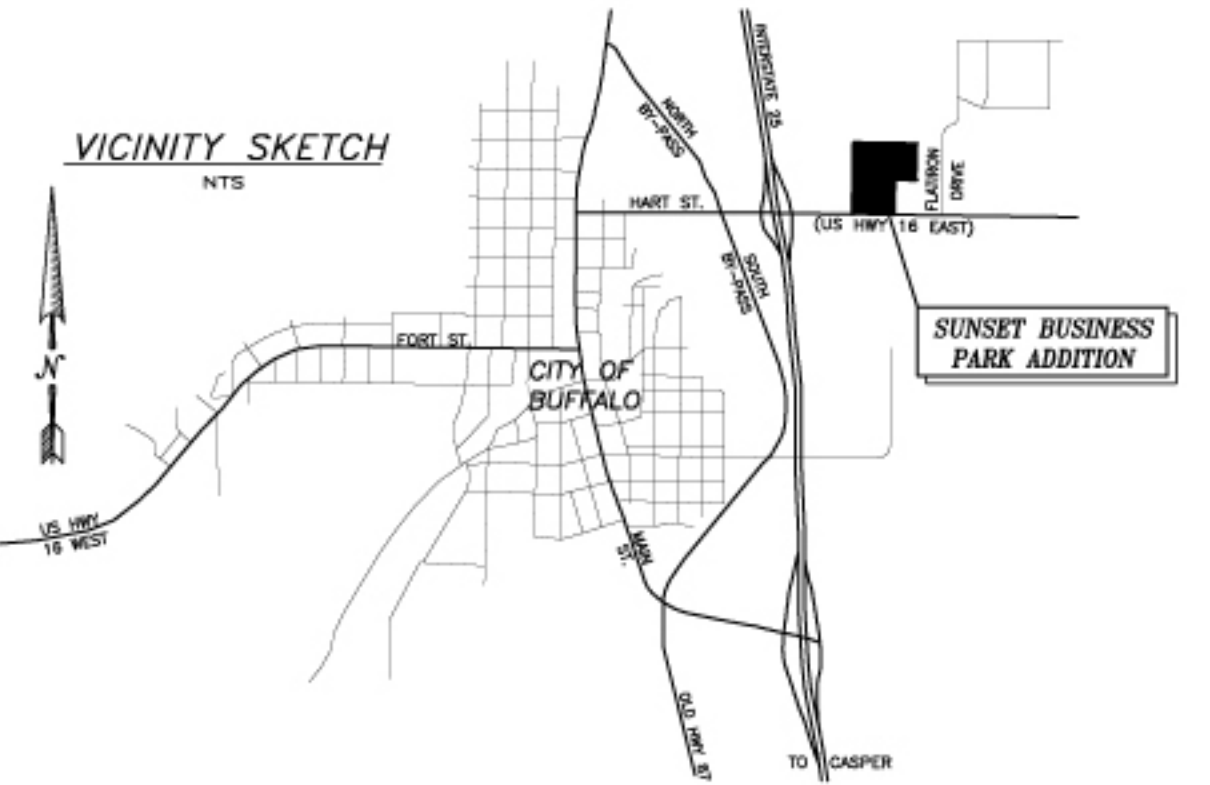 VICINITY SKETCH
NTS
N
INTERSTATE 25
NORTH
BY-PASS
FLATIRON
DRIVE
HART ST.
(US HWY 16 EAST)
SOUTH
BY-PASS
SUNSET BUSINESS
PARK ADDITION
FORT ST.
CITY OF
BUFFALO
US HWY
16 WEST
MAIN
ST.
OLD HWY 87
TO CASPER